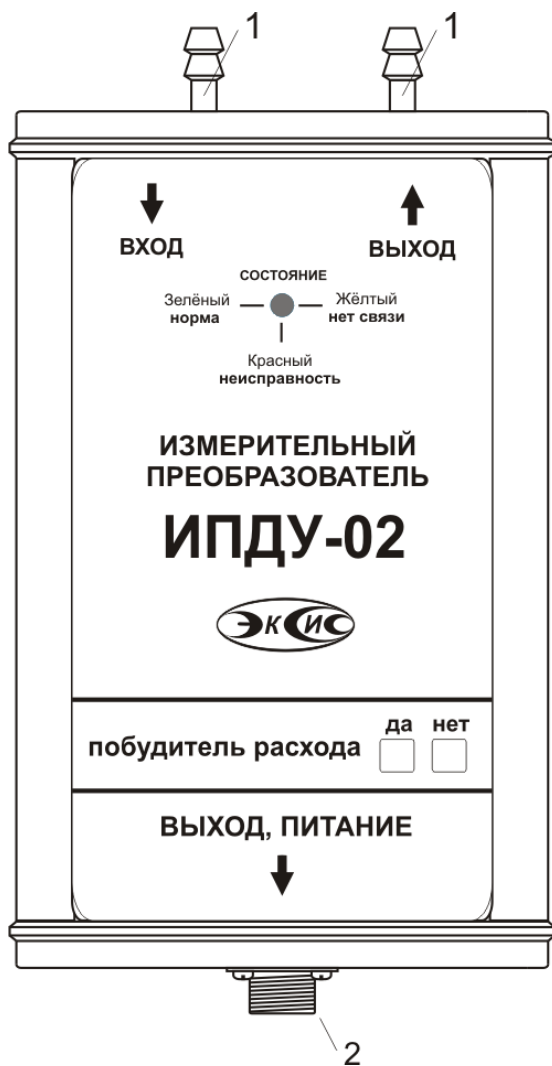 1
1
ВХОД
ВЫХОД
СОСТОЯНИЕ
Зелёный
норма
Жёлтый
нет связи
Красный
неисправность
ИЗМЕРИТЕЛЬНЫЙ
ПРЕОБРАЗОВАТЕЛЬ
ИПДУ-02
ЭКСИС
да нет
побудитель расхода
ВЫХОД, ПИТАНИЕ
2